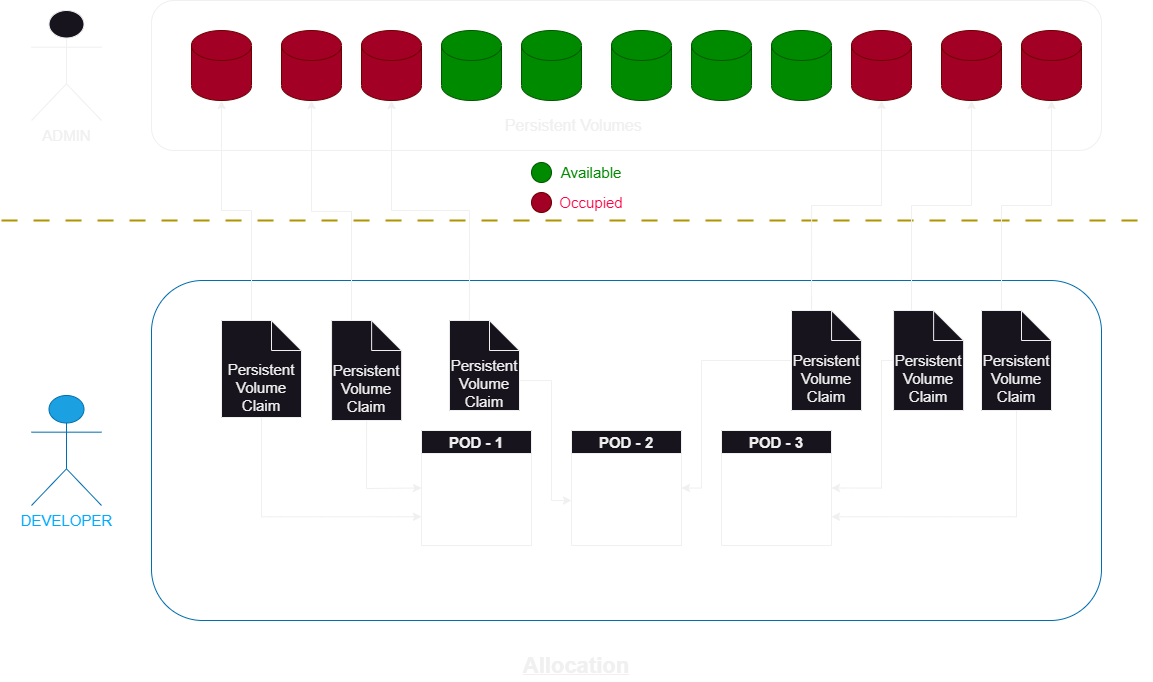 ADMIN
Persistent Volumes
Available
Occupied
Persistent
Volume
Claim
Persistent
Volume
Claim
Persistent
Volume
Claim
Persistent
Volume
Claim
Persistent
Volume
Claim
Persistent
Volume
Claim
POD - 1
POD - 2
POD - 3
DEVELOPER
Allocation